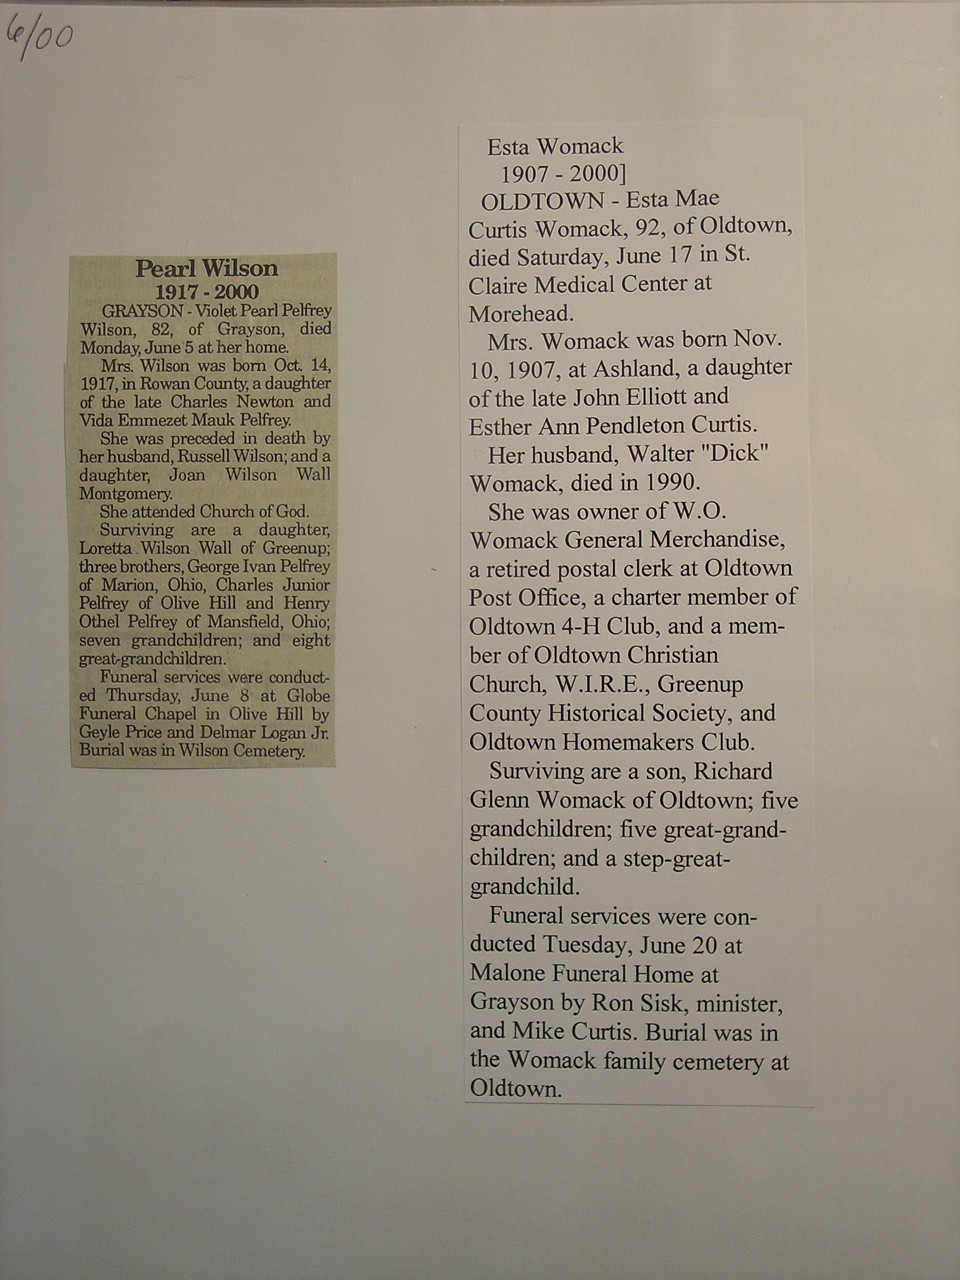 6/00
Pearl Wilson
1917 - 2000
GRAYSON - Violet Pearl Pelfrey
Wilson, 82, of Grayson, died
Monday, June 5 at her home.
Mrs. Wilson was born Oct. 14,
1917, in Rowan County, a daughter
of the late Charles Newton and
Vida Emmezet Mauk Pelfrey.
She was preceded in death by
her husband, Russell Wilson; and a
daughter, Joan Wilson Wall
Montgomery.
She attended Church of God.
Surviving are a daughter,
Loretta Wilson Wall of Greenup;
three brothers, George Ivan Pelfrey
of Marion, Ohio, Charles Junior
Pelfrey of Olive Hill and Henry
Othel Pelfrey of Mansfield, Ohio;
seven grandchildren; and eight
great-grandchildren.
Funeral services were conduct-
ed Thursday, June 8 at Globe
Funeral Chapel in Olive Hill by
Geyle Price and Delmar Logan Jr.
Burial was in Wilson Cemetery.
Esta Womack
1907 - 2000]
OLDTOWN - Esta Mae
Curtis Womack, 92, of Oldtown,
died Saturday, June 17 in St.
Claire Medical Center at
Morehead.
Mrs. Womack was born Nov.
10, 1907, at Ashland, a daughter
of the late John Elliott and
Esther Ann Pendleton Curtis.
Her husband, Walter "Dick"
Womack, died in 1990.
She was owner of W.O.
Womack General Merchandise,
a retired postal clerk at Oldtown
Post Office, a charter member of
Oldtown 4-H Club, and a mem-
ber of Oldtown Christian
Church, W.I.R.E., Greenup
County Historical Society, and
Oldtown Homemakers Club.
Surviving are a son, Richard
Glenn Womack of Oldtown; five
grandchildren; five great-grand-
children; and a step-great-
grandchild.
Funeral services were con-
ducted Tuesday, June 20 at
Malone Funeral Home at
Grayson by Ron Sisk, minister,
and Mike Curtis. Burial was in
the Womack family cemetery at
Oldtown.